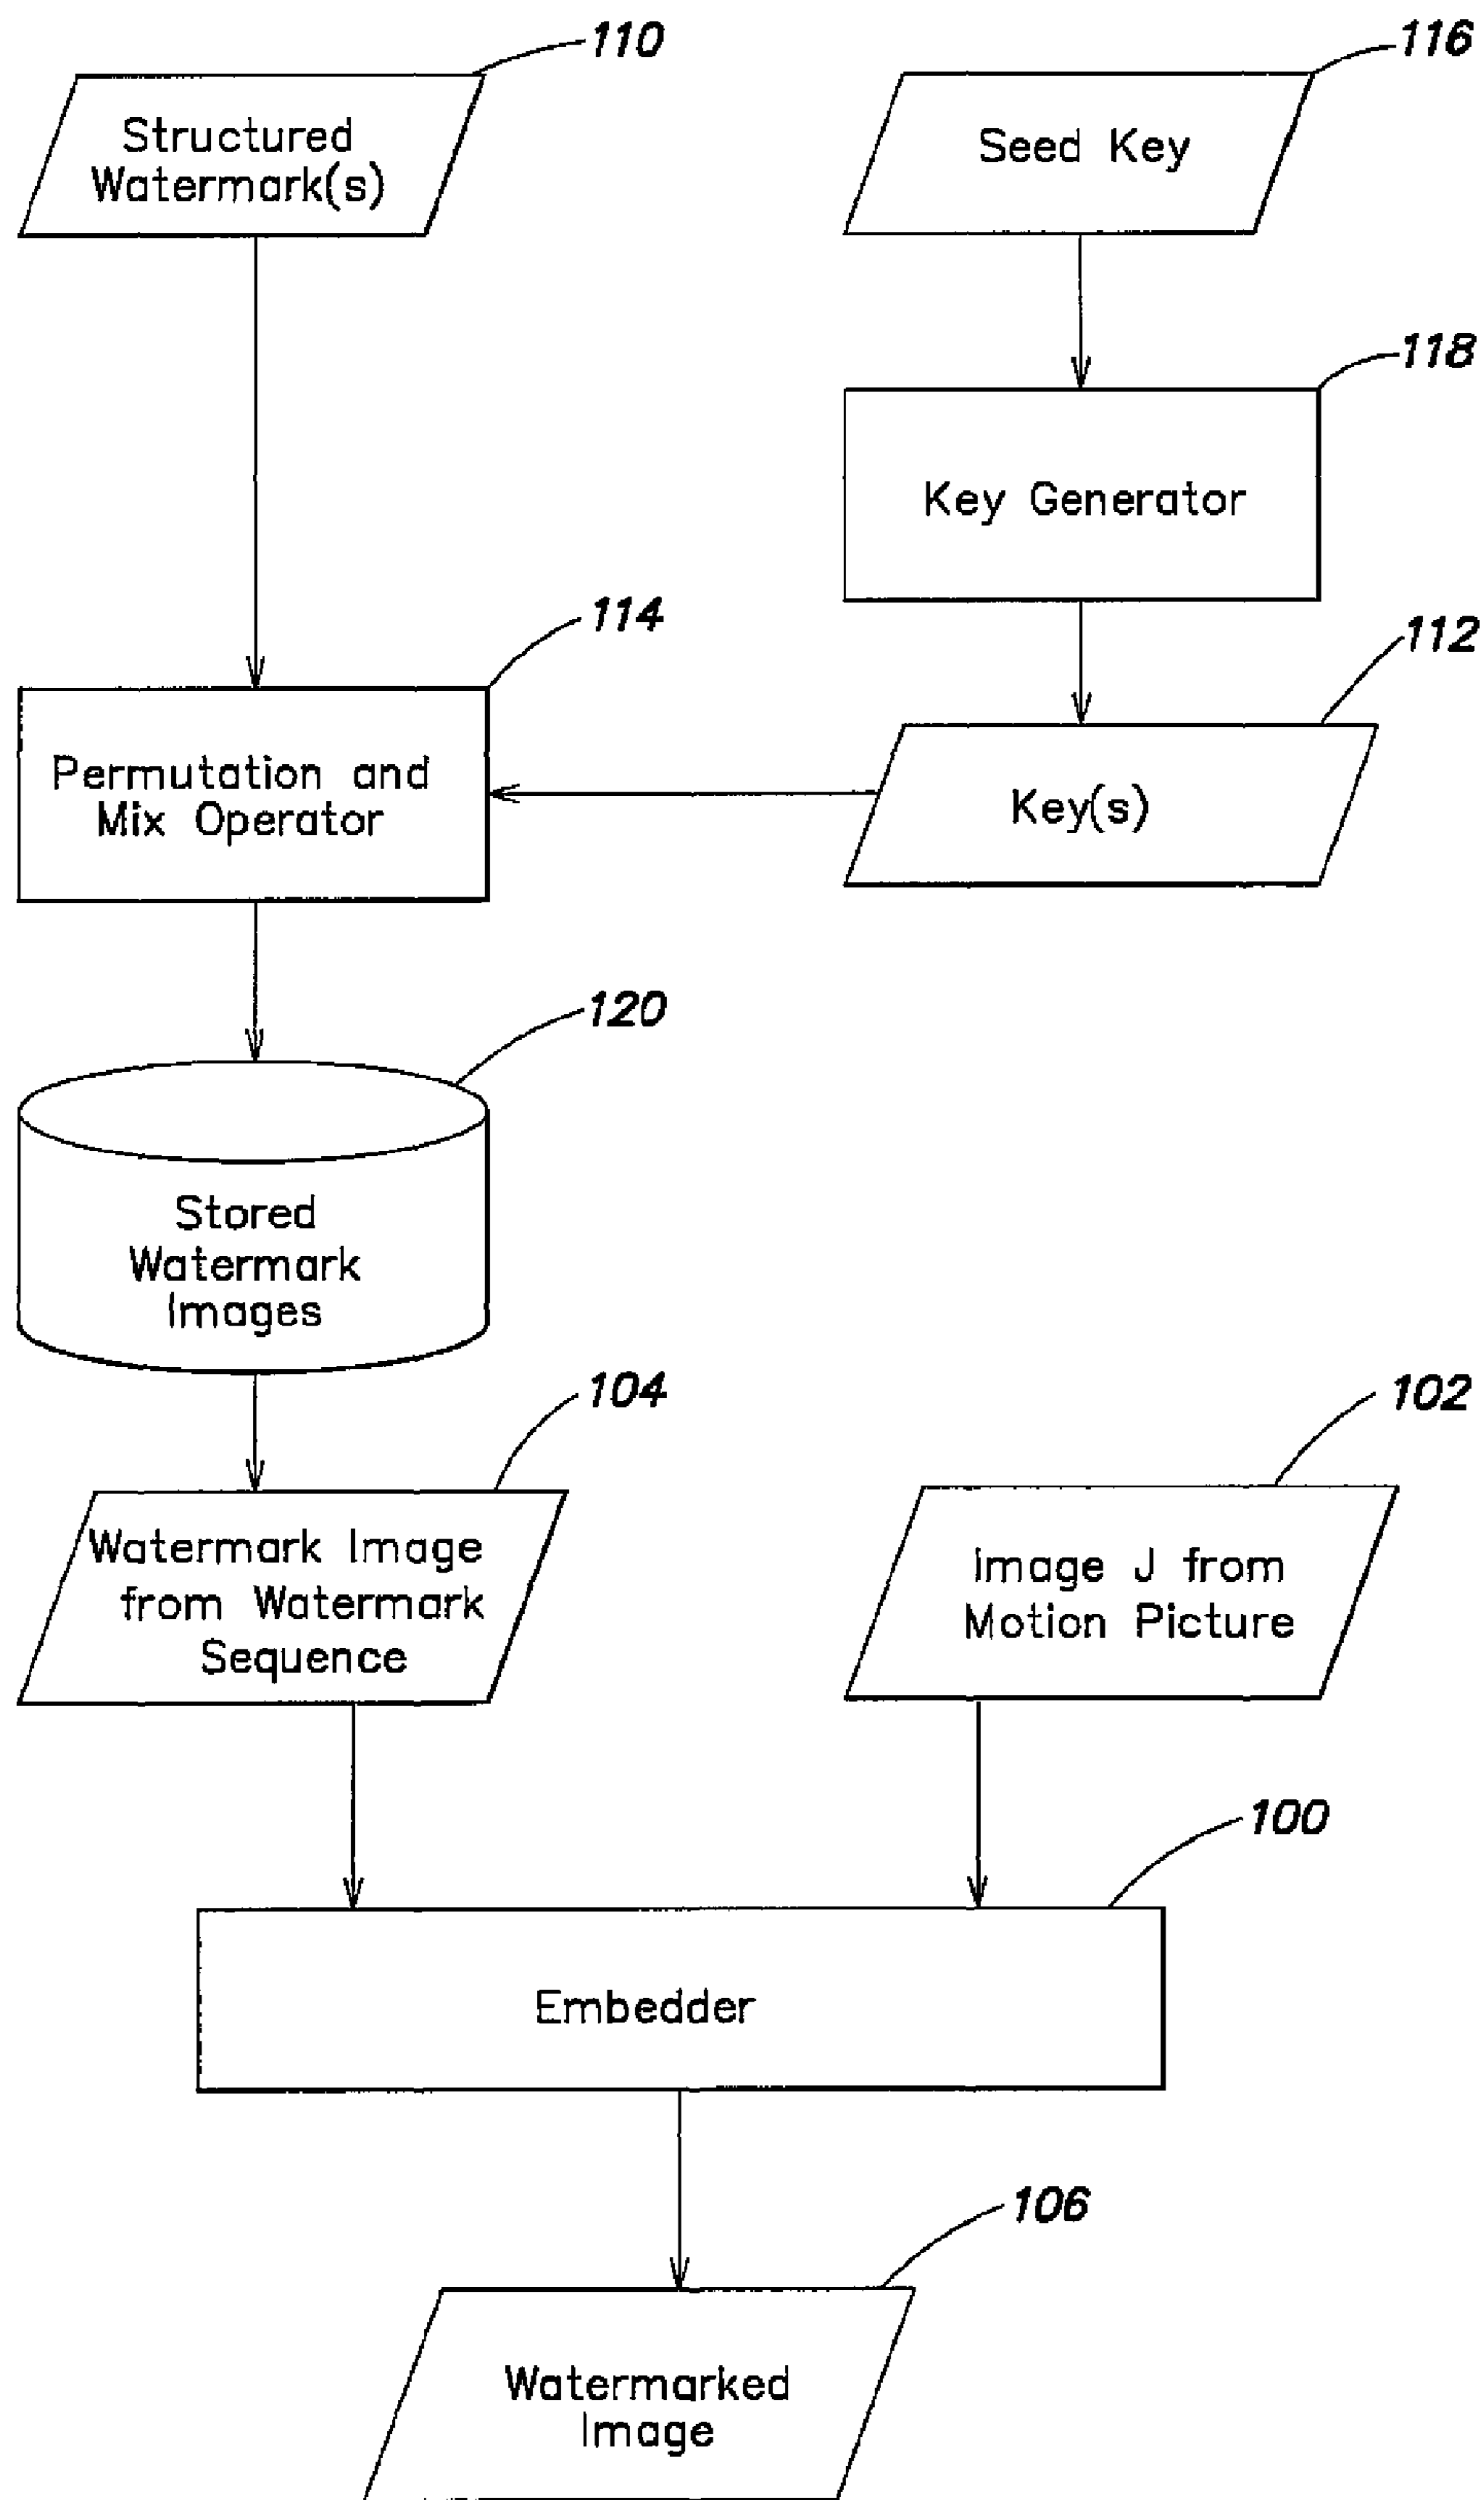 110
116
Structured
Watermark(s)
Seed Key
118
Key Generator
114
112
Permutation and
Mix Operator
Key(s)
120
Stored
Watermark
Images
104
102
Watermark Image
from Watermark
Sequence
Image J from
Motion Picture
100
Embedder
106
Watermarked
Image